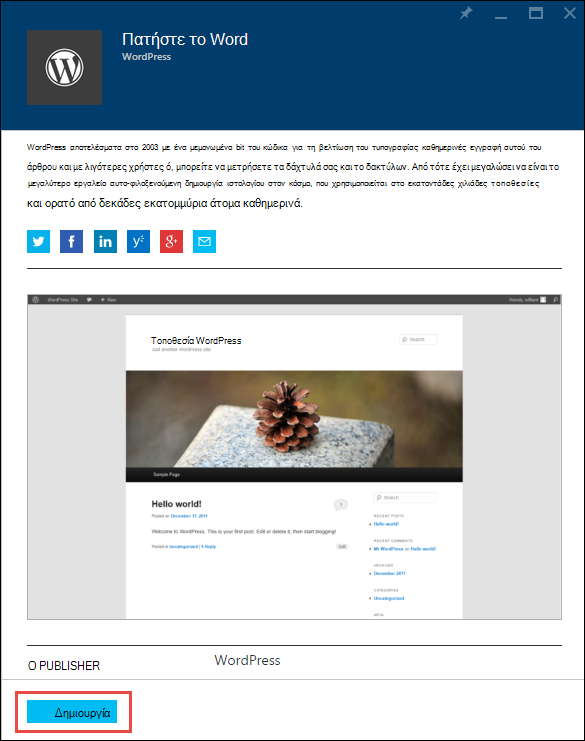 Πατήστε το Word
WordPress
WordPress αποτελέσματα στο 2003 με ένα μεμονωμένο bit του κώδικα για τη βελτίωση του τυπογραφίας καθημερινές εγγραφή αυτού του
άρθρου και με λιγότερες χρήστες ό, μπορείτε να μετρήσετε τα δάχτυλά σας και το δακτύλων. Από τότε έχει μεγαλώσει να είναι το
μεγαλύτερο εργαλείο αυτο-φιλοξενούμενη δημιουργία ιστολογίου στον κόσμο, που χρησιμοποιείται στο εκατοντάδες χιλιάδες τοποθεσίες
και ορατό από δεκάδες εκατομμύρια άτομα καθημερινά.
WordPress Site + New Howdy, william
Τοποθεσία WordPress
Just another WordPress site
Search
Sample Page
Hello world!
1
Posted on December 17, 2011
Welcome to WordPress. This is your first post. Edit or delete it, then start blogging!
Posted in Uncategorized | 1 Reply
Edit
Search
RECENT POSTS
Hello world!
RECENT COMMENTS
Mr WordPress on Hello world!
ARCHIVES
December 2011
CATEGORIES
Uncategorized
META
Ο PUBLISHER
WordPress
Δημιουργία